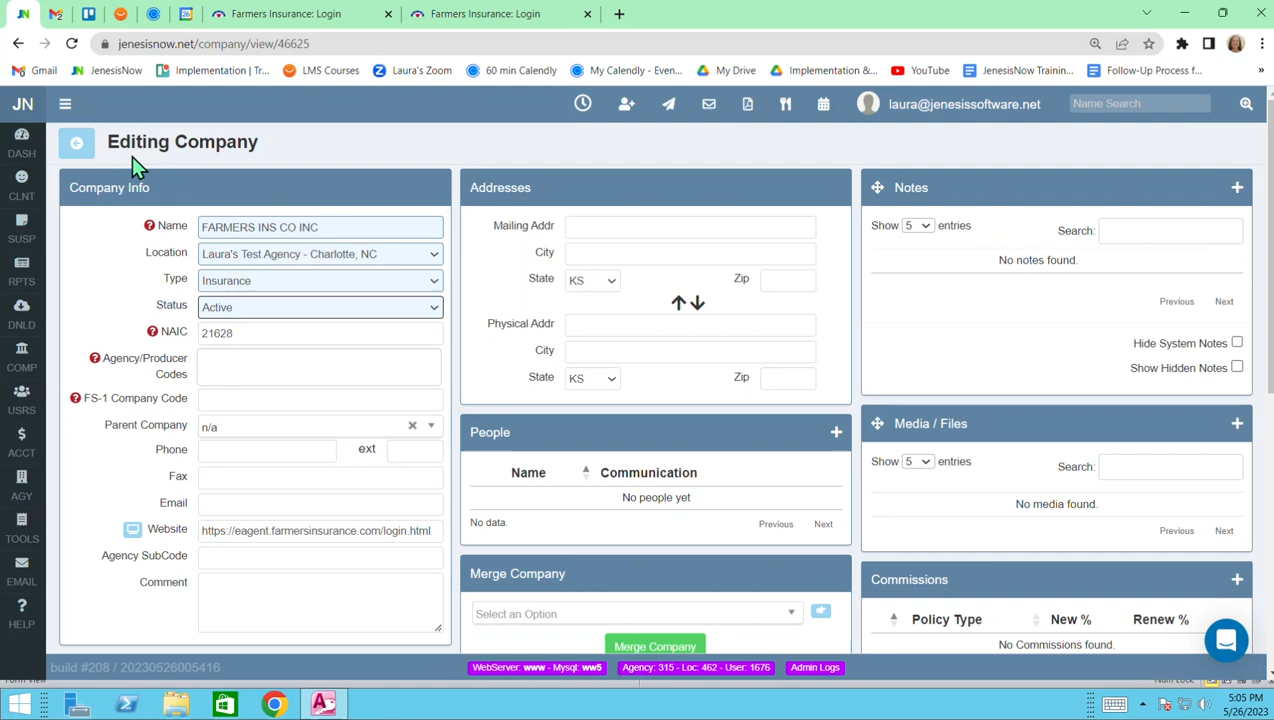 JN
26
Farmers Insurance: Login
Farmers Insurance: Login
jenesisnow.net/company/view/46625
Gmail
JenesisNow
Implementation | Tr...
LMS Courses
Laura's Zoom
60 min Calendly
My Calendly - Even...
My Drive
Implementation &...
YouTube
JenesisNow Trainin...
Follow-Up Process f...
»
JN
laura@jenesissoftware.net
Name Search
DASH
CLNT
SUSP
RPTS
DNLD
COMP
USRS
ACCT
AGY
TOOLS
EMAIL
HELP
Editing Company
Company Info
Name FARMERS INS CO INC
Location Laura's Test Agency - Charlotte, NC
Type Insurance
Status Active
NAIC 21628
Agency/Producer
Codes
FS-1 Company Code
Parent Company n/a
Phone ext
Fax
Email
Website https://eagent.farmersinsurance.com/login.html
Agency SubCode
Comment
Addresses
Mailing Addr
City
State KS Zip
Physical Addr
City
State KS Zip
People
Name Communication
No people yet
No data. Previous Next
Merge Company
Select an Option
Merge Company
Notes
Show 5 entries Search:
No notes found.
Previous Next
Hide System Notes
Show Hidden Notes
Media / Files
Show 5 entries Search:
No media found.
Previous Next
Commissions
Policy Type New % Renew %
No Commissions found.
build #208 / 20230526005416
WebServer: www - Mysql: ww5
Agency: 315 - Loc: 462 - User: 1676
Admin Logs
5:05 PM
5/26/2023